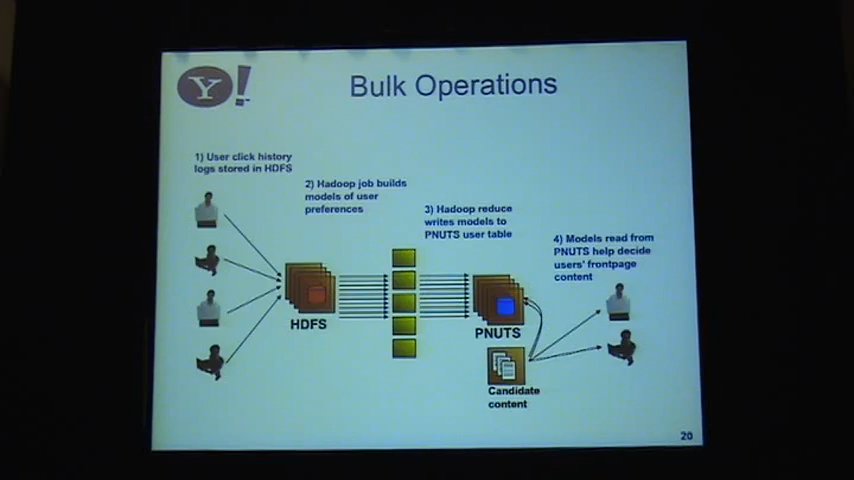 Y!
Bulk Operations
1) User click history
logs stored in HDFS
2) Hadoop job builds
models of user
preferences
3) Hadoop reduce
writes models to
PNUTS user table
4) Models read from
PNUTS help decide
users' frontpage
content
HDFS
PNUTS
Candidate
content
20